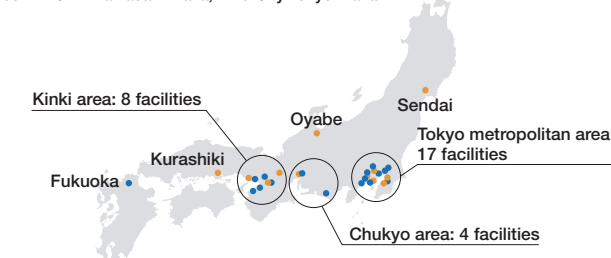 Kinki area: 8 facilities
Sendai
Oyabe
Tokyo metropolitan area:
17 facilities
Kurashiki
Fukuoka
Chukyo area: 4 facilities